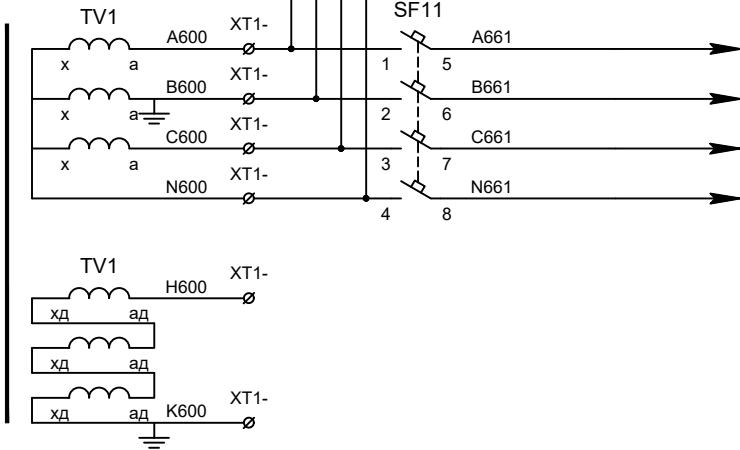 TV1 SF11
A600 XT1- A661
х а 1 5
B600 XT1- B661
х а 2 6
C600 XT1- C661
х а 3 7
N600 XT1- N661
4 8
TV1
H600 XT1-
хд ад
хд ад
хд ад K600 XT1-